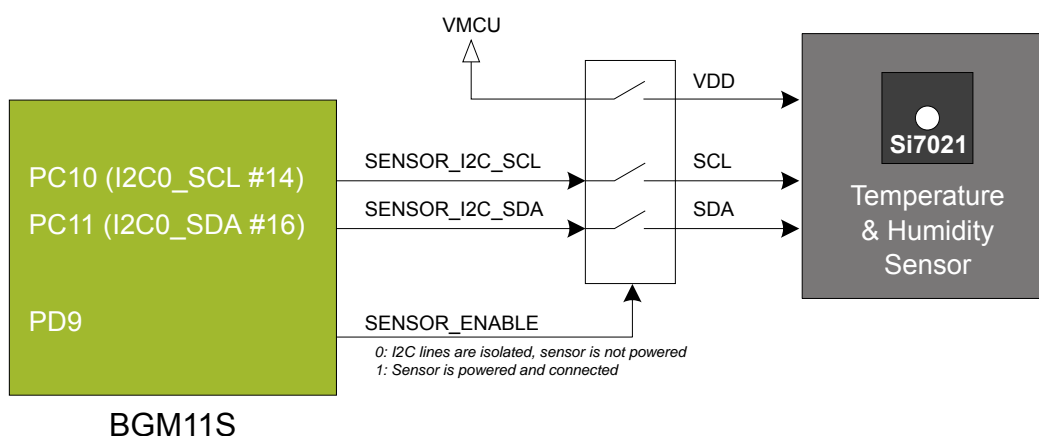 VMCU
VDD
Si7021
PC10 (I2C0_SCL #14)
SENSOR_I2C_SCL
SCL
PC11 (I2C0_SDA #16)
SENSOR_I2C_SDA
SDA
Temperature
& Humidity
Sensor
PD9
SENSOR_ENABLE
0: I2C lines are isolated, sensor is not powered
1: Sensor is powered and connected
BGM11S